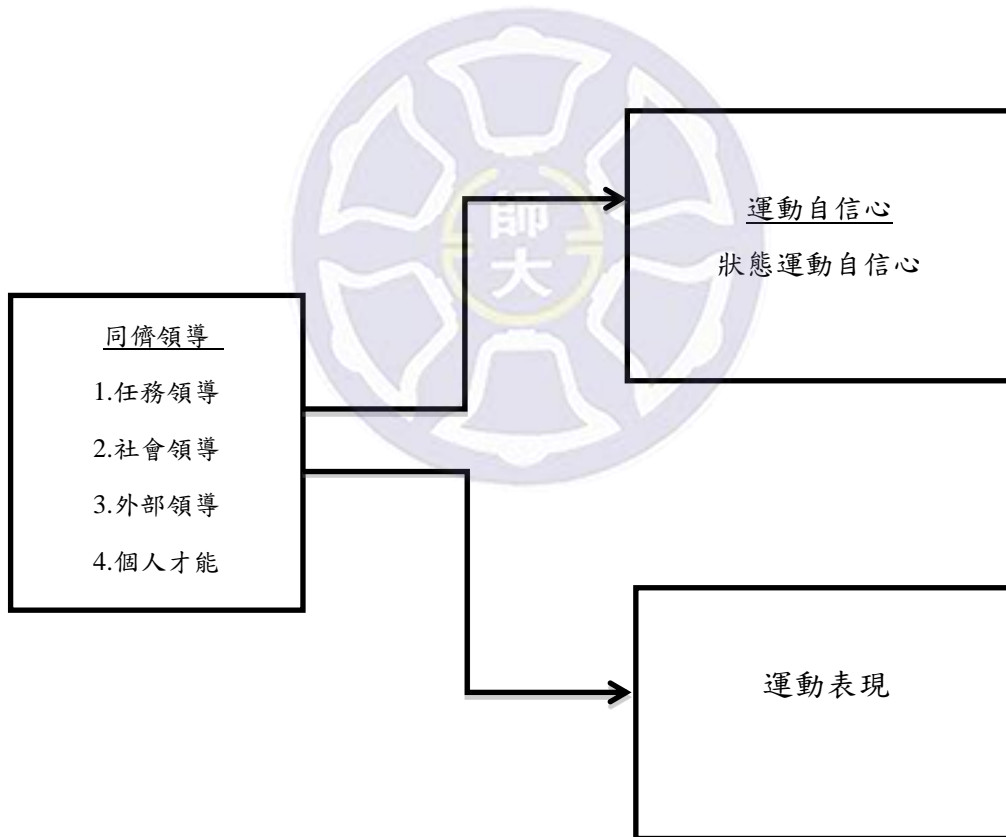 師大
運動自信心
狀態運動自信心
同儕領導
1.任務領導
2.社會領導
3.外部領導
4.個人才能
運動表現